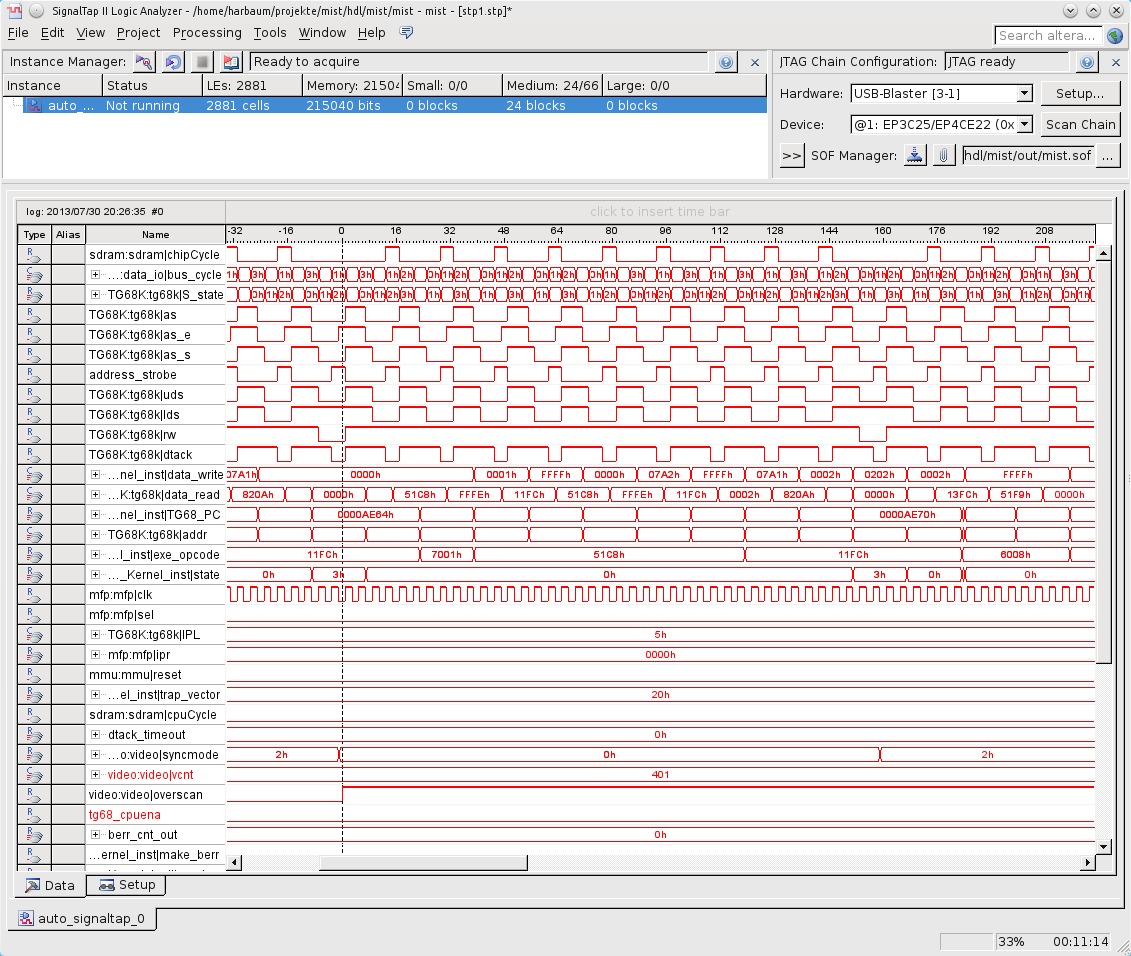 SignalTap II Logic Analyzer - /home/harbaum/projekte/mist/hdl/mist/mist - mist - [stp1.stp]*
File Edit View Project Processing Tools Window Help
Search altera...
Instance Manager: Ready to acquire
JTAG Chain Configuration: JTAG ready
Instance Status LEs: 2881 Memory: 21504 Small: 0/0 Medium: 24/66 Large: 0/0
auto_... Not running 2881 cells 215040 bits 0 blocks 24 blocks 0 blocks
Hardware: USB-Blaster [3-1] Setup...
Device: @1: EP3C25/EP4CE22 (0x Scan Chain
>> SOF Manager: hdl/mist/out/mist.sof ...
log: 2013/07/30 20:26:35 #0 click to insert time bar
Type Alias Name -32 -16 0 16 32 48 64 80 96 112 128 144 160 176 192 208
sdram:sdram|chipCycle
...:data_io|bus_cycle
TG68K:tg68k|S_state
TG68K:tg68k|as
TG68K:tg68k|as_e
TG68K:tg68k|as_s
address_strobe
TG68K:tg68k|uds
TG68K:tg68k|lds
TG68K:tg68k|rw
TG68K:tg68k|dtack
...nel_inst|data_write 07A1h 0000h 0001h FFFFh 0000h 07A2h FFFFh 07A1h 0002h 0202h 0002h FFFFh
...K:tg68k|data_read 820Ah 0000h 51C8h FFFEh 11FCh 51C8h FFFEh 11FCh 0002h 820Ah 0000h 13FCh 51F9h 0000h
...nel_inst|TG68_PC 0000AE64h 0000AE70h
TG68K:tg68k|addr
...l_inst|exe_opcode 11FCh 7001h 51C8h 11FCh 6008h
..._Kernel_inst|state 0h 3h 0h 3h 0h 0h
mfp:mfp|clk
mfp:mfp|sel
TG68K:tg68k|IPL 5h
mfp:mfp|ipr 0000h
mmu:mmu|reset
...el_inst|trap_vector 20h
sdram:sdram|cpuCycle
dtack_timeout 0h
...o:video|syncmode 2h 0h 2h
video:video|vcnt 401
video:video|overscan
tg68_cpuena
berr_cnt_out 0h
...ernel_inst|make_berr
Data Setup
auto_signaltap_0
33% 00:11:14